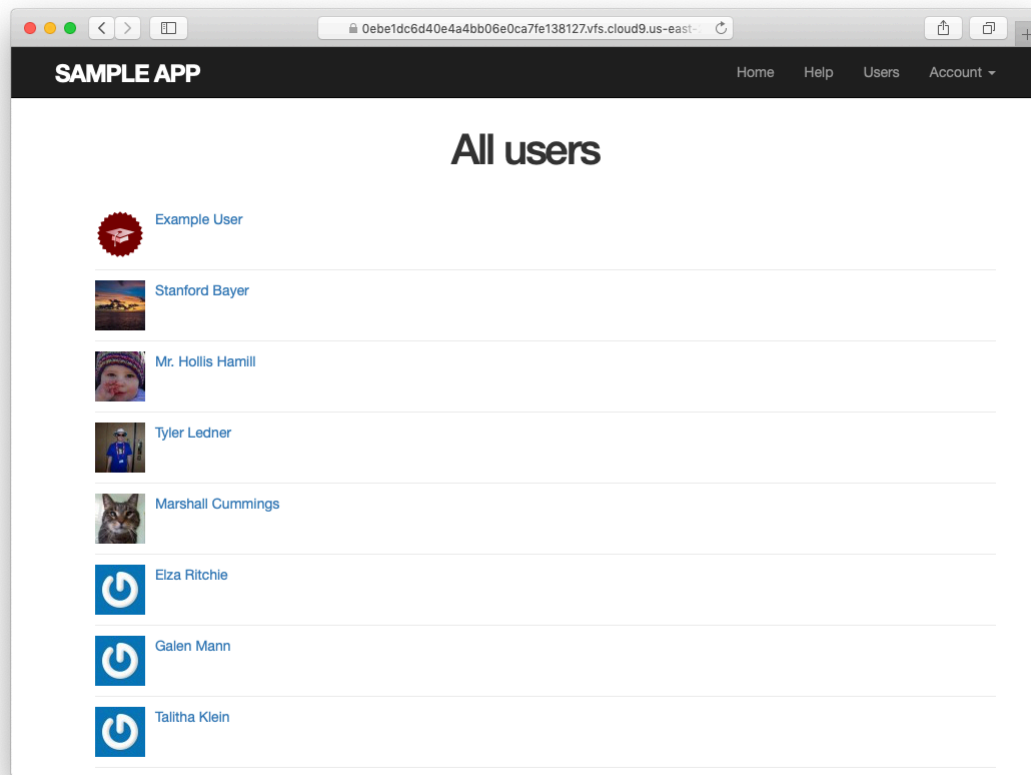 0ebe1dc6d40e4a4bb06e0ca7fe138127.vfs.cloud9.us-east-
SAMPLE APP
Home Help Users Account
All users
Example User
Stanford Bayer
Mr. Hollis Hamill
Tyler Ledner
Marshall Cummings
Elza Ritchie
Galen Mann
Talitha Klein